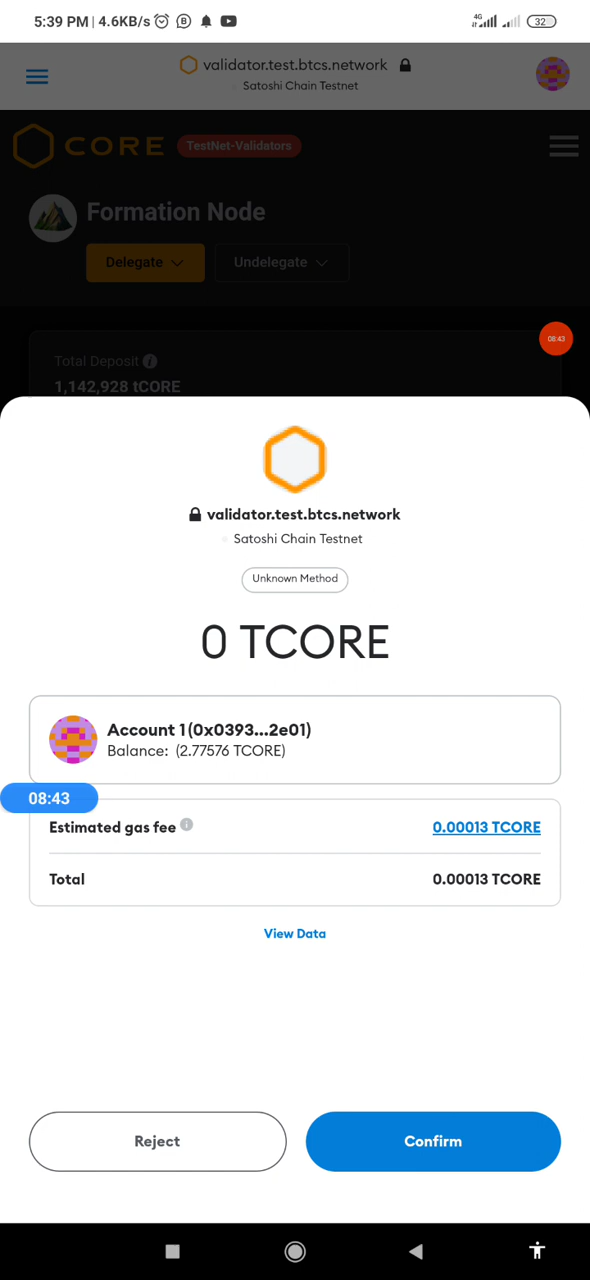 5:39 PM | 4.6KB/s
4G
32
validator.test.btcs.network
Satoshi Chain Testnet
CORE
TestNet-Validators
Formation Node
Delegate
Undelegate
08:43
Total Deposit
1,142,928 tCORE
validator.test.btcs.network
Satoshi Chain Testnet
Unknown Method
0 TCORE
Account 1 (0x0393...2e01)
Balance: (2.77576 TCORE)
08:43
Estimated gas fee
0.00013 TCORE
Total
0.00013 TCORE
View Data
Reject
Confirm